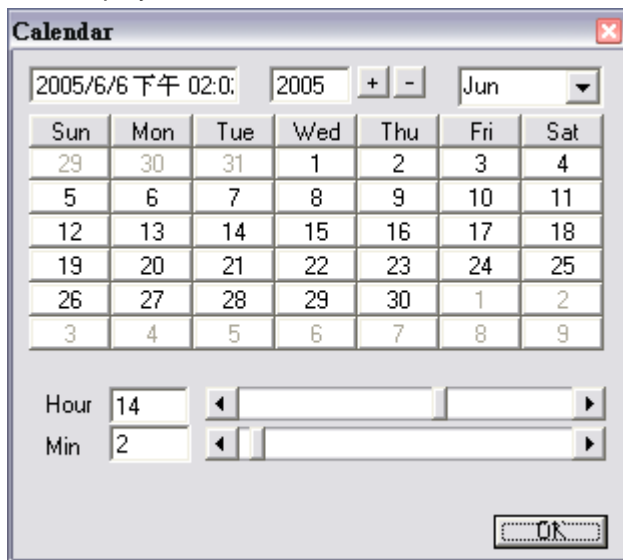 Calendar
2005/6/6 下午 02:02 2005 + - Jun
Sun Mon Tue Wed Thu Fri Sat
29 30 31 1 2 3 4
5 6 7 8 9 10 11
12 13 14 15 16 17 18
19 20 21 22 23 24 25
26 27 28 29 30 1 2
3 4 5 6 7 8 9
Hour 14
Min 2
OK